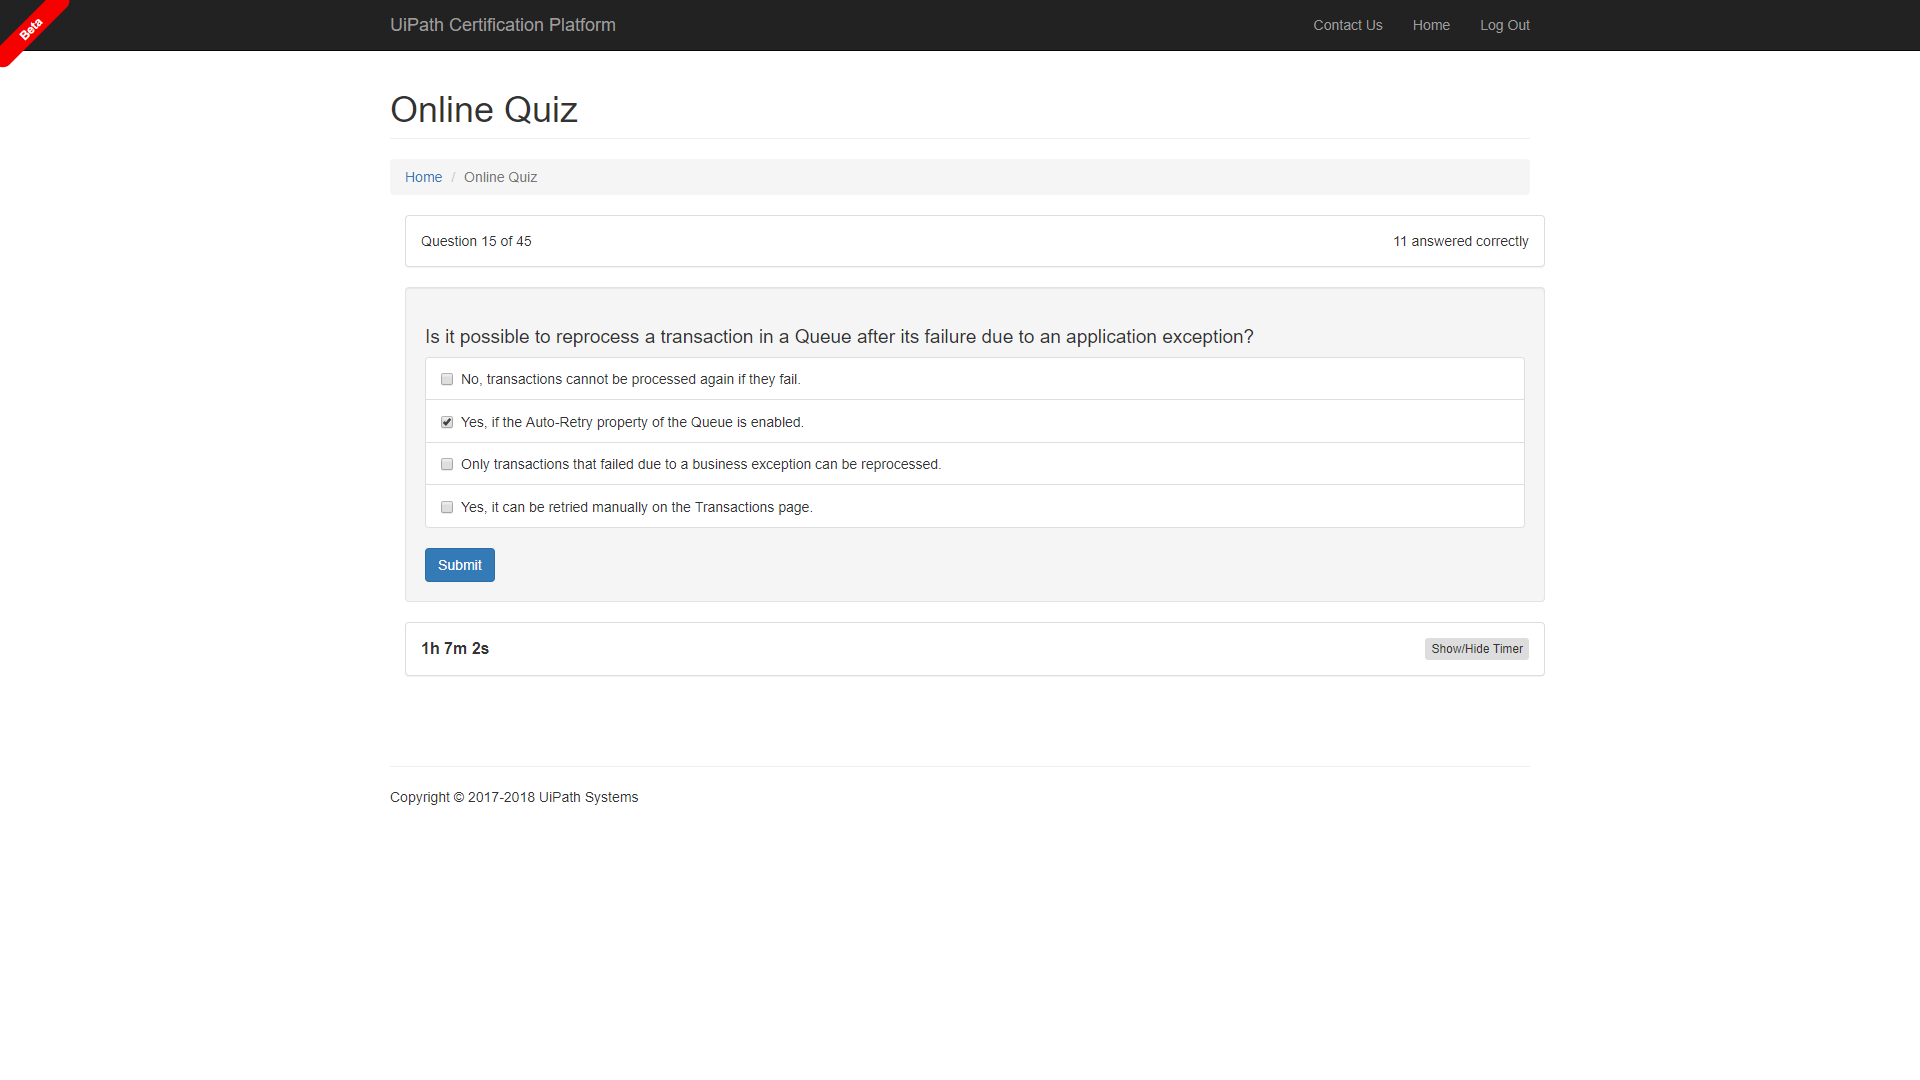 Beta
UiPath Certification Platform
Contact Us
Home
Log Out
Online Quiz
Home / Online Quiz
Question 15 of 45
11 answered correctly
Is it possible to reprocess a transaction in a Queue after its failure due to an application exception?
No, transactions cannot be processed again if they fail.
Yes, if the Auto-Retry property of the Queue is enabled.
Only transactions that failed due to a business exception can be reprocessed.
Yes, it can be retried manually on the Transactions page.
Submit
1h 7m 2s
Show/Hide Timer
Copyright © 2017-2018 UiPath Systems